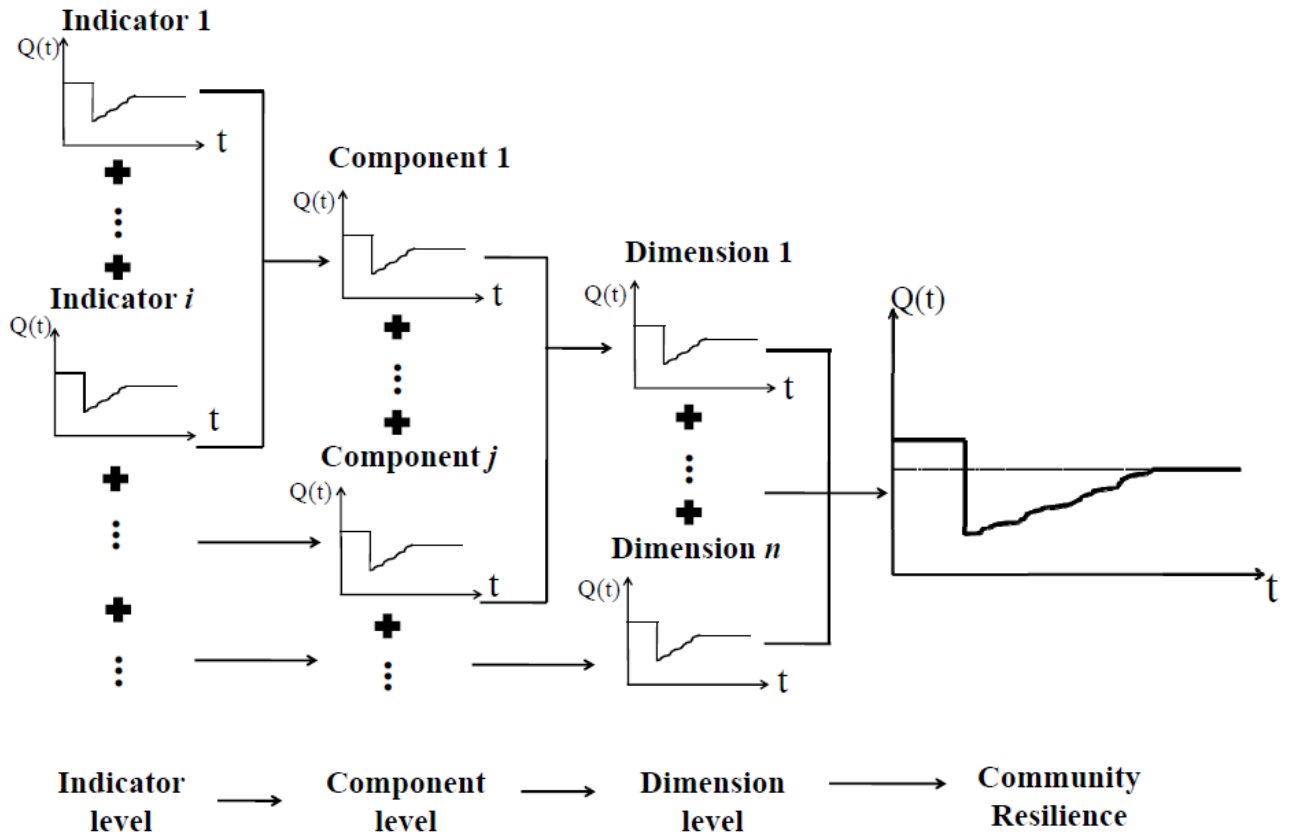 Indicator 1
Q(t)
t
...
Indicator i
Q(t)
t
...
...
Component 1
Q(t)
t
...
Component j
Q(t)
t
...
Dimension 1
Q(t)
t
...
Dimension n
Q(t)
t
Q(t)
t
Indicator
level
Component
level
Dimension
level
Community
Resilience